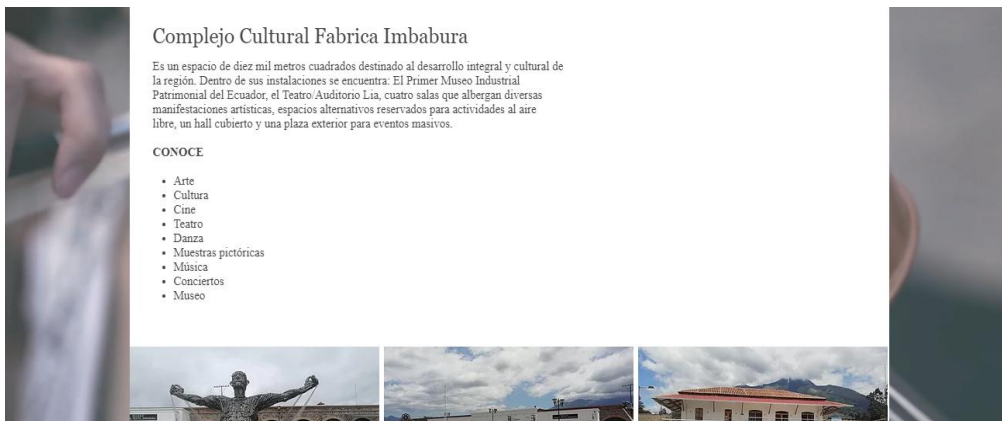 Complejo Cultural Fabrica Imbabura
Es un espacio de diez mil metros cuadrados destinado al desarrollo integral y cultural de
la región. Dentro de sus instalaciones se encuentra: El Primer Museo Industrial
Patrimonial del Ecuador, el Teatro/Auditorio Lia, cuatro salas que albergan diversas
manifestaciones artísticas, espacios alternativos reservados para actividades al aire
libre, un hall cubierto y una plaza exterior para eventos masivos.
CONOCE
• Arte
• Cultura
• Cine
• Teatro
• Danza
• Muestras pictóricas
• Música
• Conciertos
• Museo